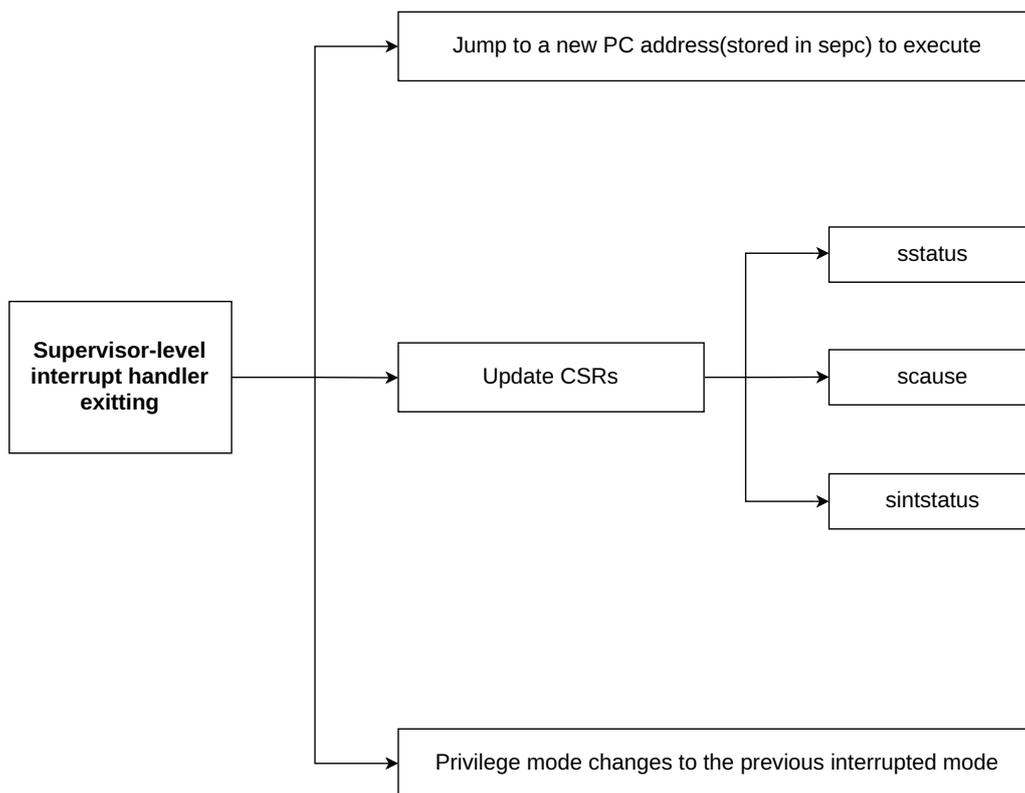 Jump to a new PC address(stored in sepc) to execute
sstatus
Supervisor-level
interrupt handler
exitting
Update CSRs
scause
sintstatus
Privilege mode changes to the previous interrupted mode